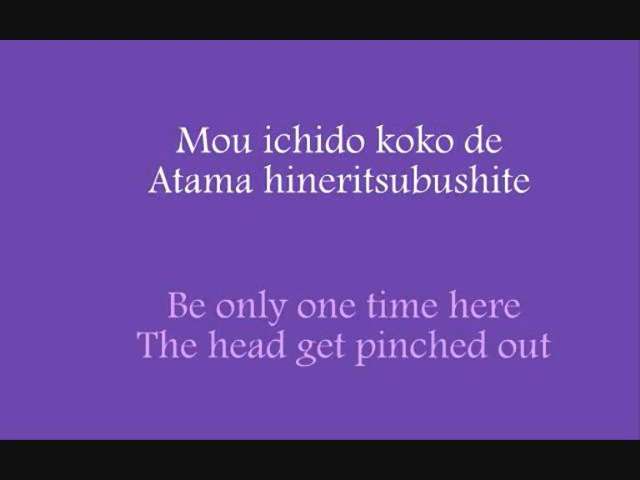 Mou ichido koko de
Atama hineritsubushite
Be only one time here
The head get pinched out